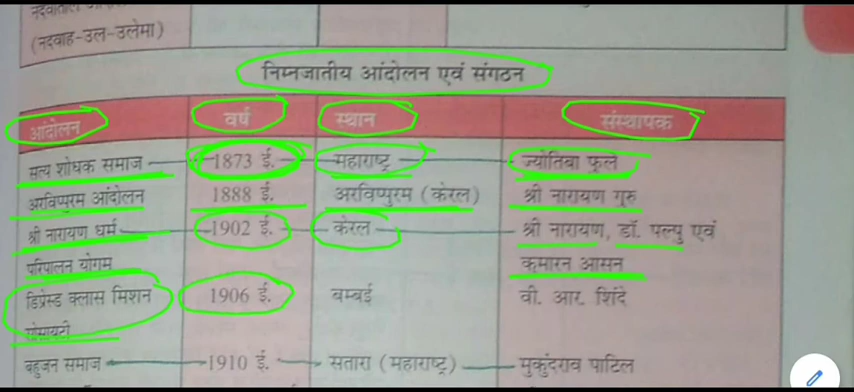 (नदवाह-उल-उलेमा)
निम्नजातीय आंदोलन एवं संगठन
आंदोलन वर्ष स्थान संस्थापक
सत्य शोधक समाज 1873 ई. महाराष्ट्र ज्योतिबा फुले
अरविप्पुरम आंदोलन 1888 ई. अरविप्पुरम (केरल) श्री नारायण गुरु
श्री नारायण धर्म 1902 ई. केरल श्री नारायण, डॉ. पल्पु एवं
परिपालन योगम कुमारन आसन
डिप्रेस्ड क्लास मिशन 1906 ई. बम्बई वी. आर. शिंदे
सोसायटी
बहुजन समाज 1910 ई. सतारा (महाराष्ट्र) मुकुंदराव पाटिल